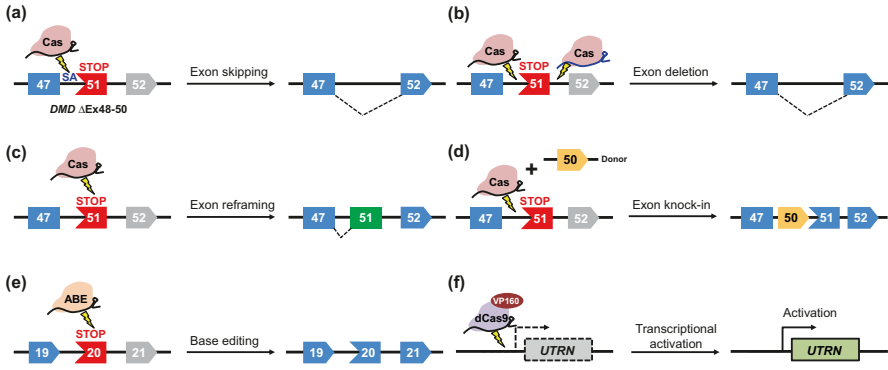 (a)
Cas
SA
STOP
47
51
52
DMD ΔEx48-50
Exon skipping
47
52
(b)
Cas
STOP
Cas
47
51
52
Exon deletion
47
52
(c)
Cas
STOP
47
51
52
Exon reframing
47
51
52
(d)
Cas
+
50
Donor
STOP
47
51
52
Exon knock-in
47
50
51
52
(e)
ABE
STOP
19
20
21
Base editing
19
20
21
(f)
VP160
dCas9
UTRN
Transcriptional
activation
Activation
UTRN